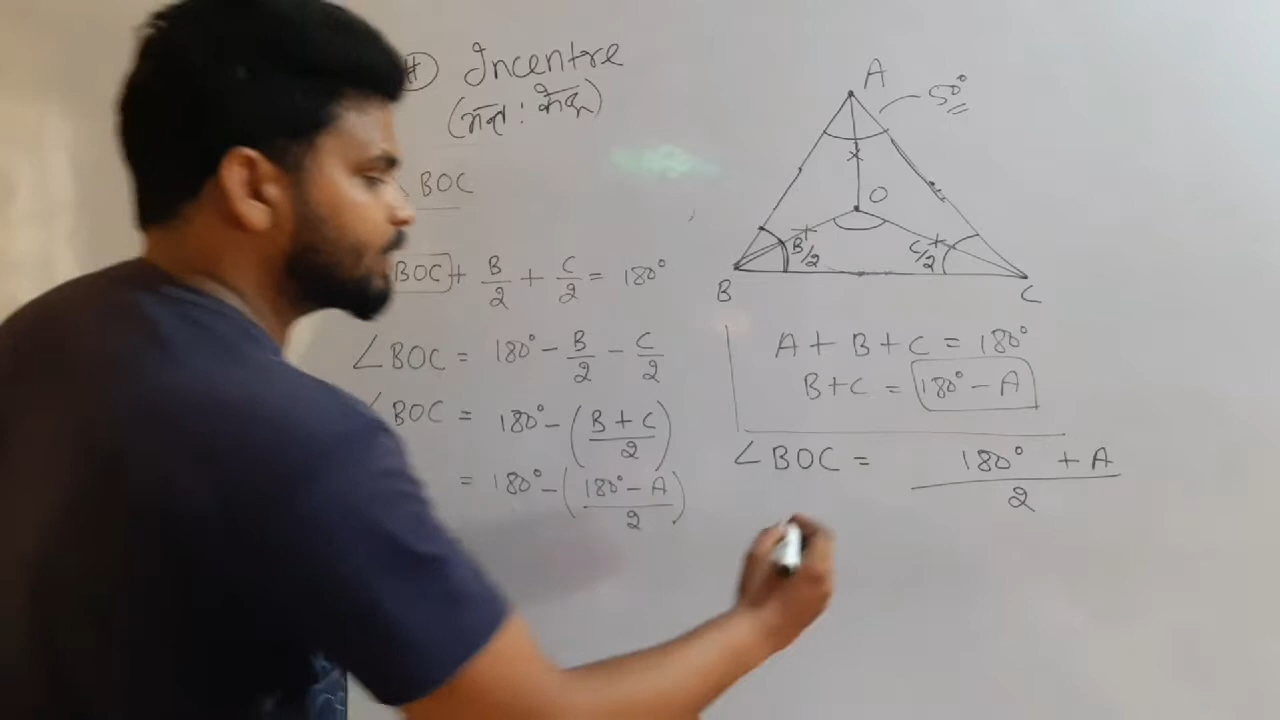 # Incentre
(अन्तः केन्द्र)
BOC
BOC + B/2 + C/2 = 180°
∠BOC = 180° - B/2 - C/2
∠BOC = 180° - (B + C / 2)
= 180° - (180° - A / 2)
A
50°
O
B/2
C/2
B
C
A + B + C = 180°
B + C = 180° - A
∠BOC = 180° + A / 2